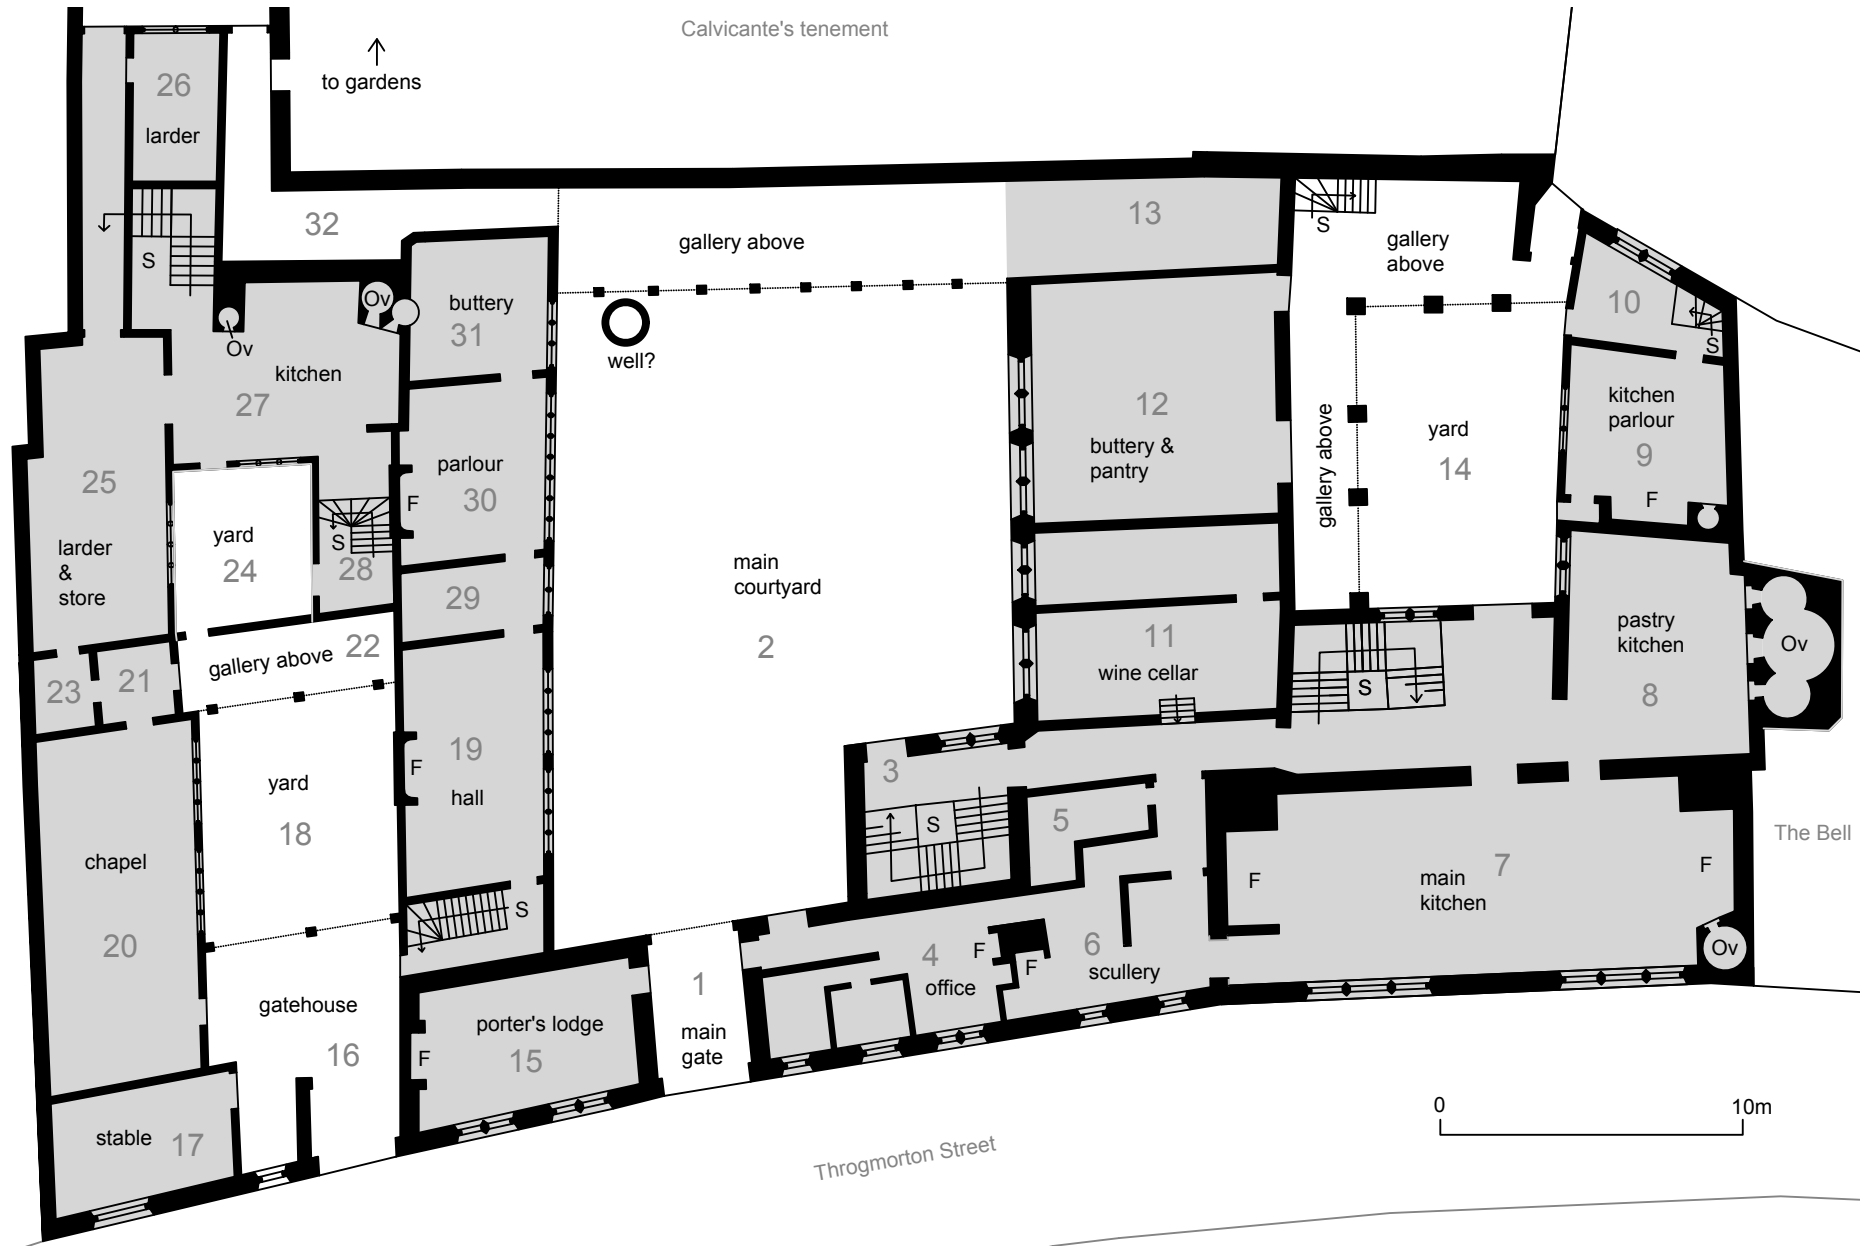 Calvicante's tenement
to gardens
26
larder
32
gallery above
13
S
gallery
above
10
S
S
Ov
Ov
buttery
31
well?
kitchen
27
12
buttery &
pantry
gallery above
yard
14
kitchen
parlour
9
F
25
larder
&
store
yard
24
S
28
parlour
30
F
29
main
courtyard
2
11
wine cellar
S
pastry
kitchen
8
Ov
23
21
gallery above
22
yard
18
F
19
hall
S
3
S
5
F
main
kitchen
7
F
The Bell
Ov
chapel
20
gatehouse
16
F
porter's lodge
15
1
main
gate
4
office
F
F
6
scullery
stable
17
Throgmorton Street
0
10m